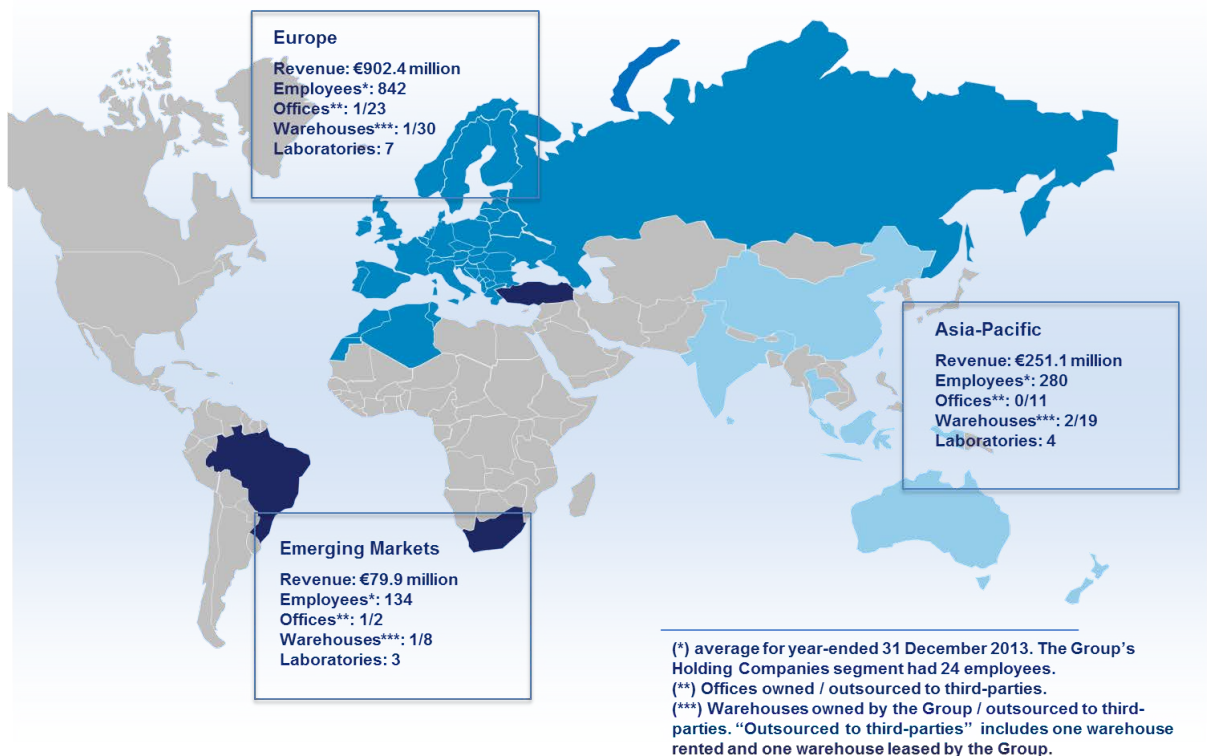 Europe
Revenue: €902.4 million
Employees*: 842
Offices**: 1/23
Warehouses***: 1/30
Laboratories: 7
Asia-Pacific
Revenue: €251.1 million
Employees*: 280
Offices**: 0/11
Warehouses***: 2/19
Laboratories: 4
Emerging Markets
Revenue: €79.9 million
Employees*: 134
Offices**: 1/2
Warehouses***: 1/8
Laboratories: 3
(*) average for year-ended 31 December 2013. The Group’s
Holding Companies segment had 24 employees.
(**) Offices owned / outsourced to third-parties.
(***) Warehouses owned by the Group / outsourced to third-
parties. “Outsourced to third-parties” includes one warehouse
rented and one warehouse leased by the Group.